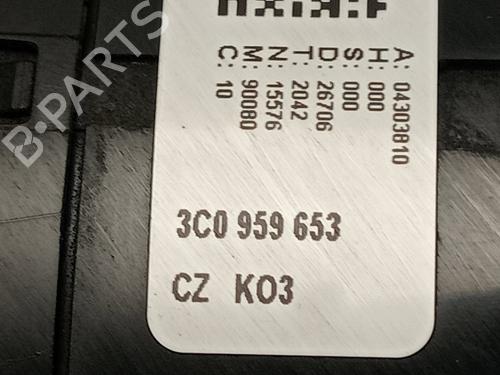 A: 04303810
H: 000
S: 000
D: 26706
T: 2042
N: 15576
M: 90080
C: 10
3C0 959 653
CZ KO3
B-PARTS